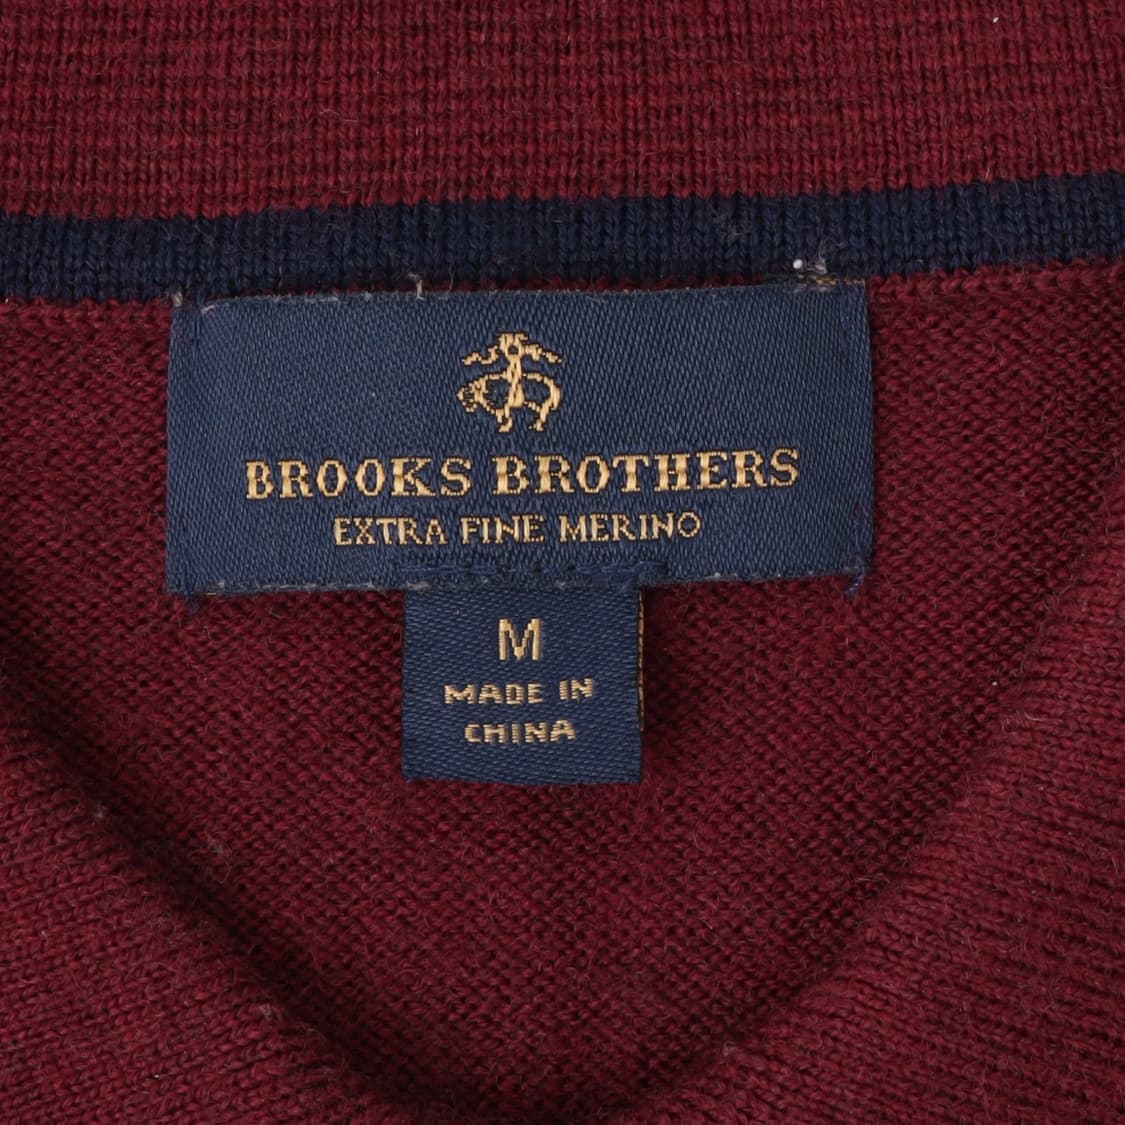 BROOKS BROTHERS
EXTRA FINE MERINO
M
MADE IN
CHINA